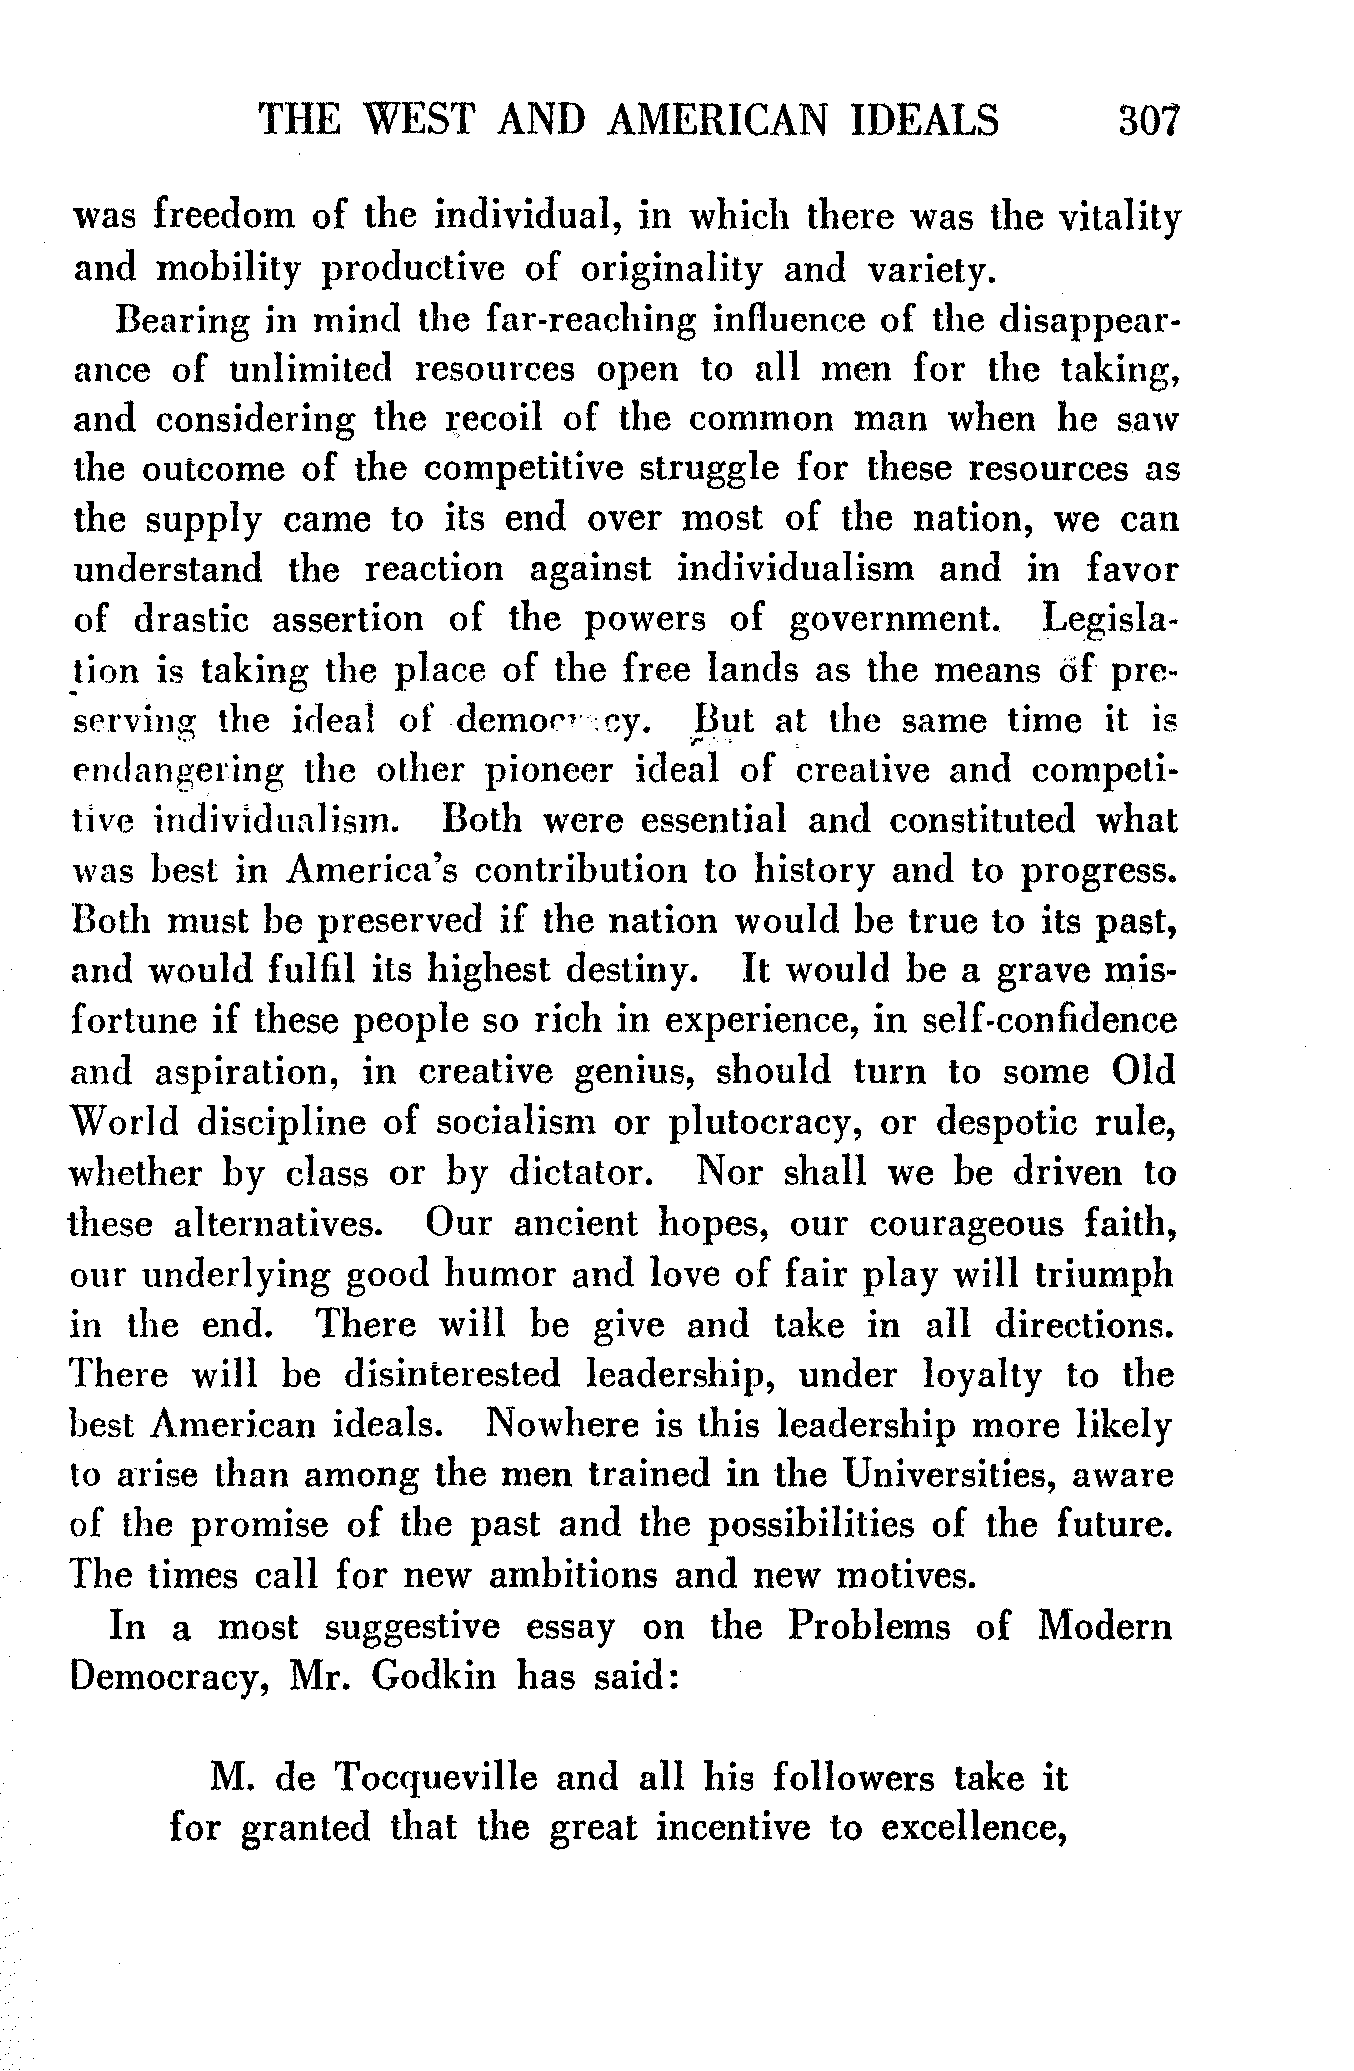 THE WEST AND AMERICAN IDEALS 307
was freedom of the individual, in which there was the vitality
and mobility productive of originality and variety.
Bearing in mind the far-reaching influence of the disappear-
ance of unlimited resources open to all men for the taking,
and considering the recoil of the common man when he saw
the outcome of the competitive struggle for these resources as
the supply came to its end over most of the nation, we can
understand the reaction against individualism and in favor
of drastic assertion of the powers of government. Legisla-
tion is taking the place of the free lands as the means of pre-
serving the ideal of democracy. But at the same time it is
endangering the other pioneer ideal of creative and competi-
tive individualism. Both were essential and constituted what
was best in America's contribution to history and to progress.
Both must be preserved if the nation would be true to its past,
and would fulfil its highest destiny. It would be a grave mis-
fortune if these people so rich in experience, in self-confidence
and aspiration, in creative genius, should turn to some Old
World discipline of socialism or plutocracy, or despotic rule,
whether by class or by dictator. Nor shall we be driven to
these alternatives. Our ancient hopes, our courageous faith,
our underlying good humor and love of fair play will triumph
in the end. There will be give and take in all directions.
There will be disinterested leadership, under loyalty to the
best American ideals. Nowhere is this leadership more likely
to arise than among the men trained in the Universities, aware
of the promise of the past and the possibilities of the future.
The times call for new ambitions and new motives.
In a most suggestive essay on the Problems of Modern
Democracy, Mr. Godkin has said:
M. de Tocqueville and all his followers take it
for granted that the great incentive to excellence,